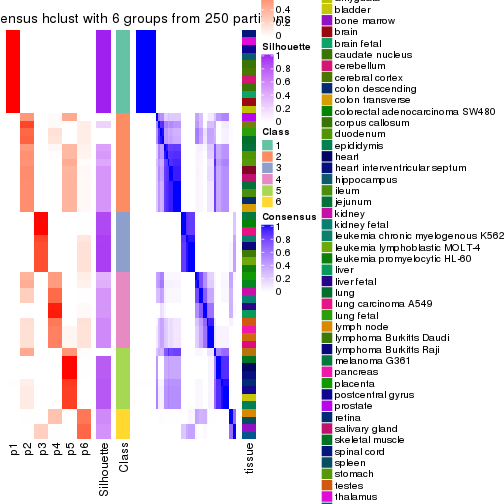 ensus hclust with 6 groups from 250 partitions
p1
p2
p3
p4
p5
p6
Silhouette
Class
tissue
0.4
0.2
0
Silhouette
1
0.8
0.6
0.4
0.2
0
Class
1
2
3
4
5
6
Consensus
1
0.8
0.6
0.4
0.2
0
bladder
bone marrow
brain
brain fetal
caudate nucleus
cerebellum
cerebral cortex
colon descending
colon transverse
colorectal adenocarcinoma SW480
corpus callosum
duodenum
epididymis
heart
heart interventricular septum
hippocampus
ileum
jejunum
kidney
kidney fetal
leukemia chronic myelogenous K562
leukemia lymphoblastic MOLT-4
leukemia promyelocytic HL-60
liver
liver fetal
lung
lung carcinoma A549
lung fetal
lymph node
lymphoma Burkitts Daudi
lymphoma Burkitts Raji
melanoma G361
pancreas
placenta
postcentral gyrus
prostate
retina
salivary gland
skeletal muscle
spinal cord
spleen
stomach
testes
thalamus